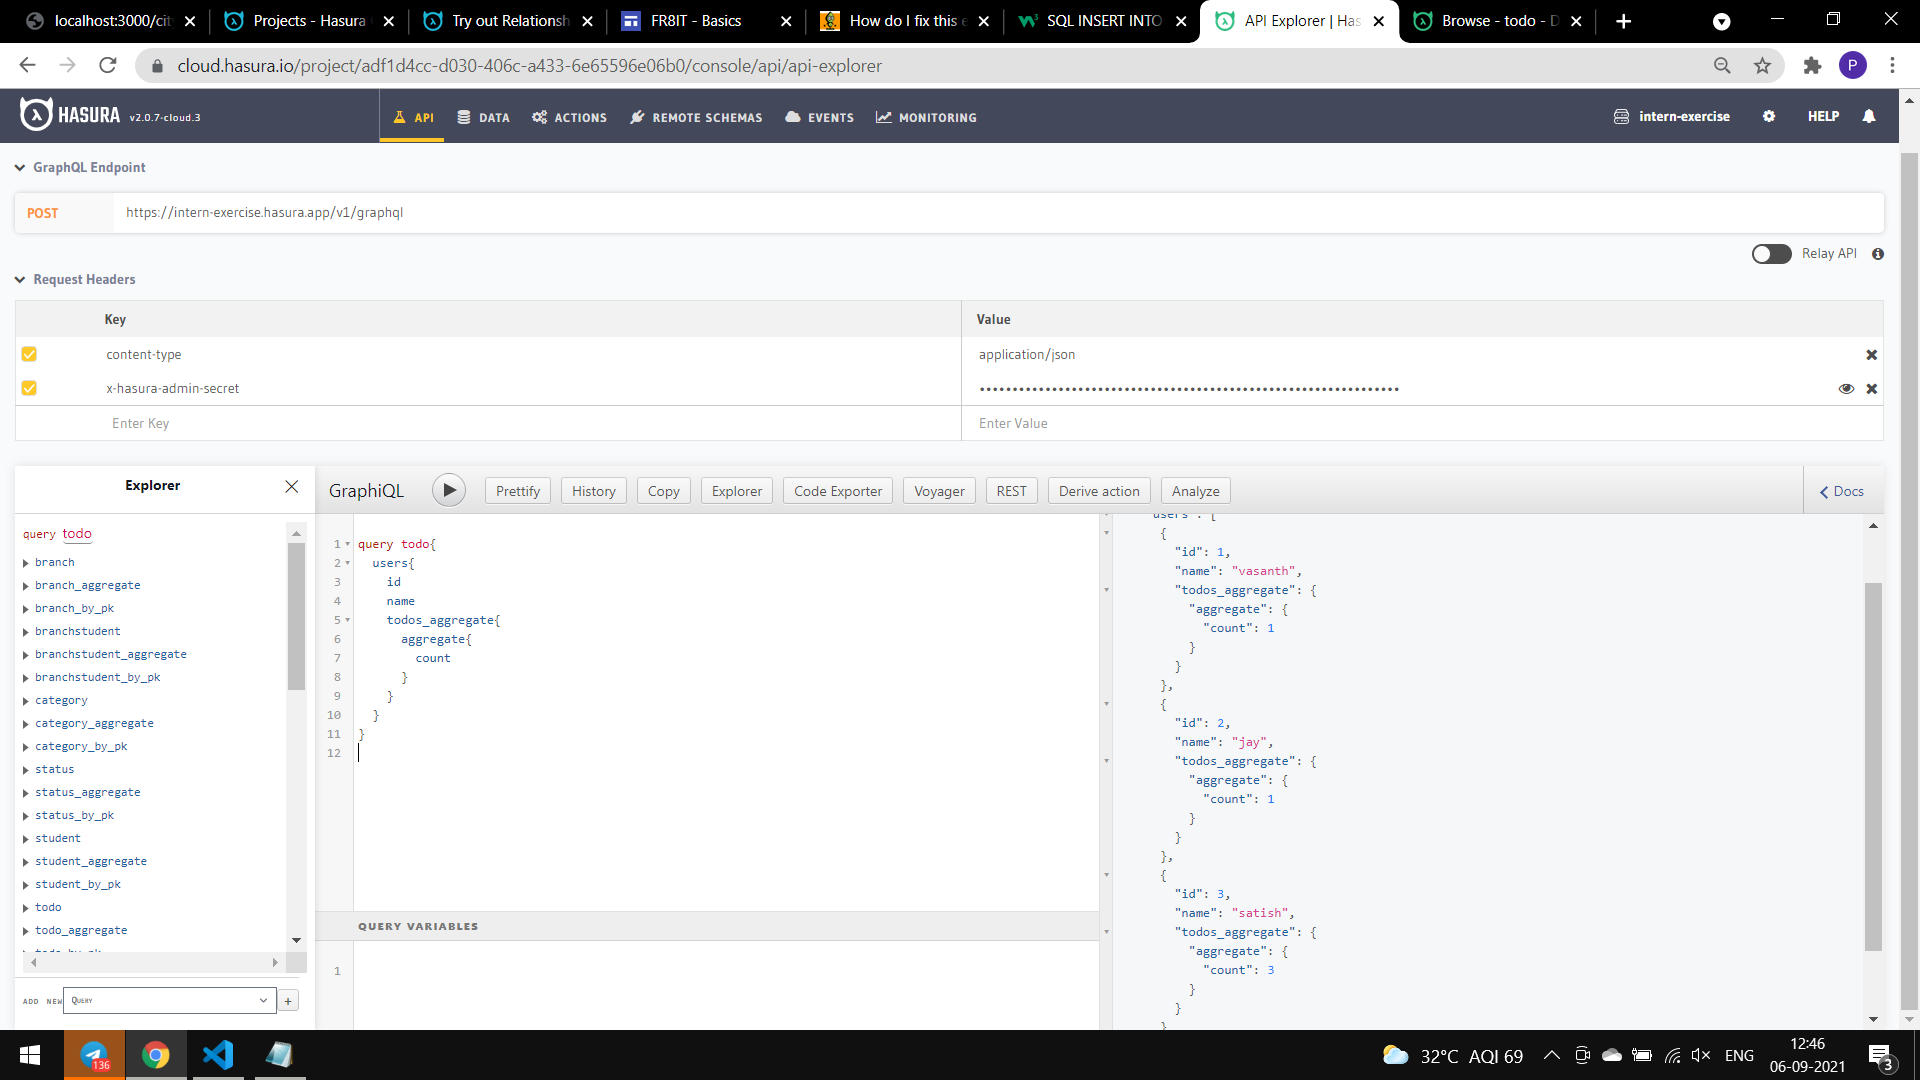 localhost:3000/cit
Projects - Hasura
Try out Relationsh
FR8IT - Basics
How do I fix this e
SQL INSERT INTO
API Explorer | Has
Browse - todo - D
cloud.hasura.io/project/adf1d4cc-d030-406c-a433-6e65596e06b0/console/api/api-explorer
P
HASURA v2.0.7-cloud.3
API
DATA
ACTIONS
REMOTE SCHEMAS
EVENTS
MONITORING
intern-exercise
HELP
GraphQL Endpoint
POST https://intern-exercise.hasura.app/v1/graphql
Relay API
Request Headers
Key Value
content-type application/json
x-hasura-admin-secret ••••••••••••••••••••••••••••••••••••••••••••••••••••••••••••••••
Enter Key Enter Value
Explorer
GraphiQL
Prettify
History
Copy
Explorer
Code Exporter
Voyager
REST
Derive action
Analyze
Docs
query todo
branch
branch_aggregate
branch_by_pk
branchstudent
branchstudent_aggregate
branchstudent_by_pk
category
category_aggregate
category_by_pk
status
status_aggregate
status_by_pk
student
student_aggregate
student_by_pk
todo
todo_aggregate
todo_by_pk
ADD NEW Query +
1 query todo{
2 users{
3 id
4 name
5 todos_aggregate{
6 aggregate{
7 count
8 }
9 }
10 }
11 }
12
QUERY VARIABLES
1
"users": [
{
"id": 1,
"name": "vasanth",
"todos_aggregate": {
"aggregate": {
"count": 1
}
}
},
{
"id": 2,
"name": "jay",
"todos_aggregate": {
"aggregate": {
"count": 1
}
}
},
{
"id": 3,
"name": "satish",
"todos_aggregate": {
"aggregate": {
"count": 3
}
}
}
136
32°C AQI 69
ENG
12:46
06-09-2021
3